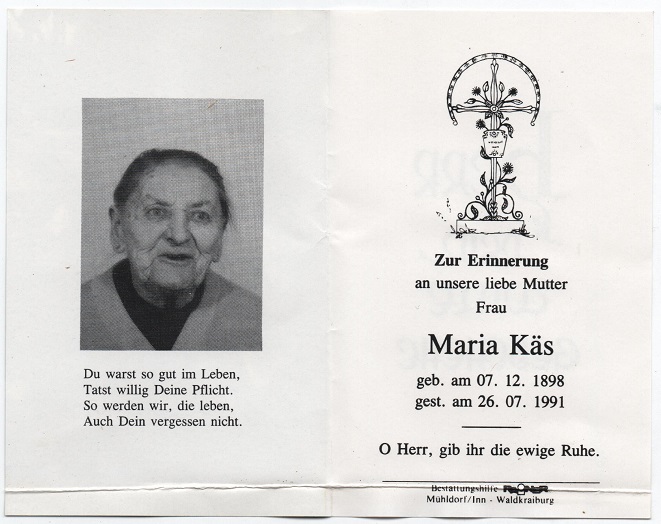 Du warst so gut im Leben,
Tatst willig Deine Pflicht.
So werden wir, die leben,
Auch Dein vergessen nicht.
Zur Erinnerung
an unsere liebe Mutter
Frau
Maria Käs
geb. am 07. 12. 1898
gest. am 26. 07. 1991
O Herr, gib ihr die ewige Ruhe.
Bestattungshilfe
Mühldorf/Inn - Waldkraiburg